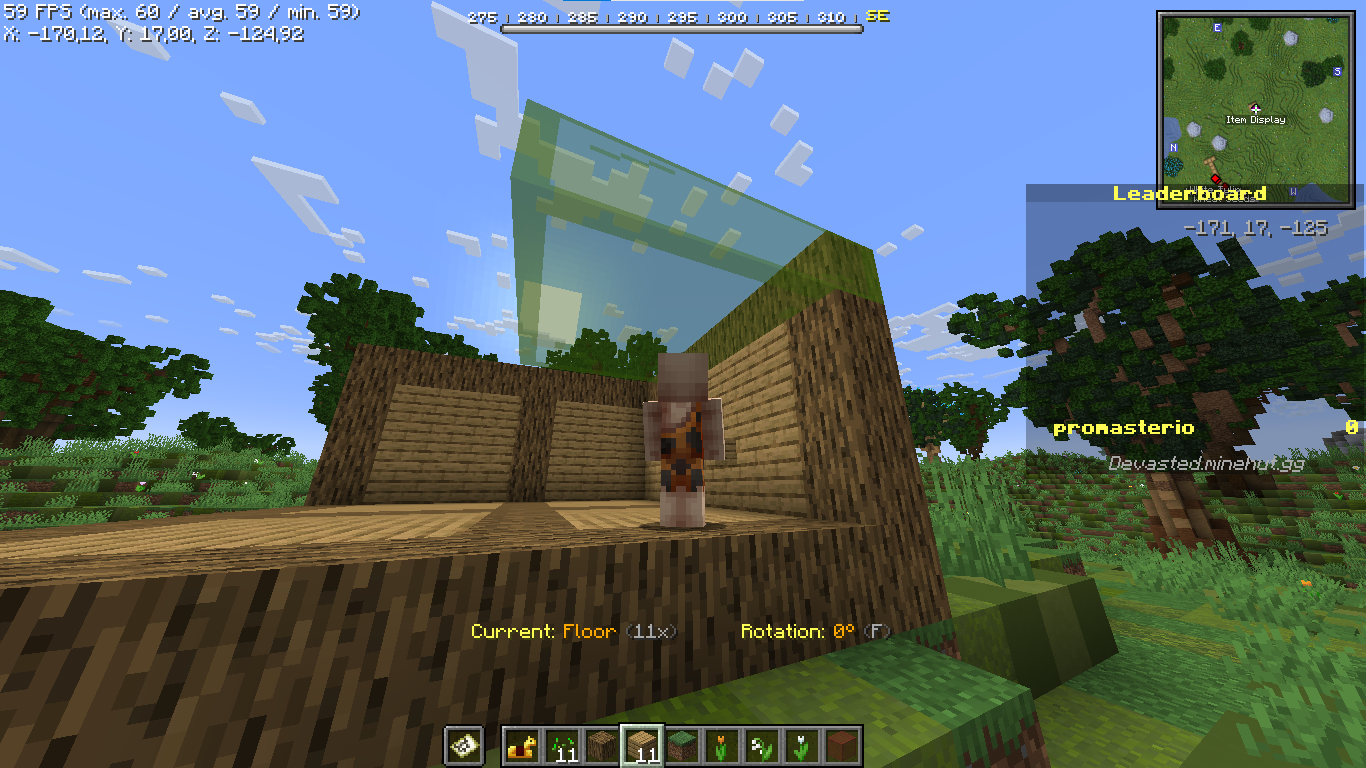 59 FPS (max. 60 / avg. 59 / min. 59)
X: -170,12, Y: 17,00, Z: -124,92
275 | 280 | 285 | 290 | 295 | 300 | 305 | 310 | SE
E
S
Item Display
N
W
Leaderboard
-171, 17, -125
promasterio 0
Devasted.minehut.gg
Current: Floor (11x) Rotation: 0° (F)
11 11